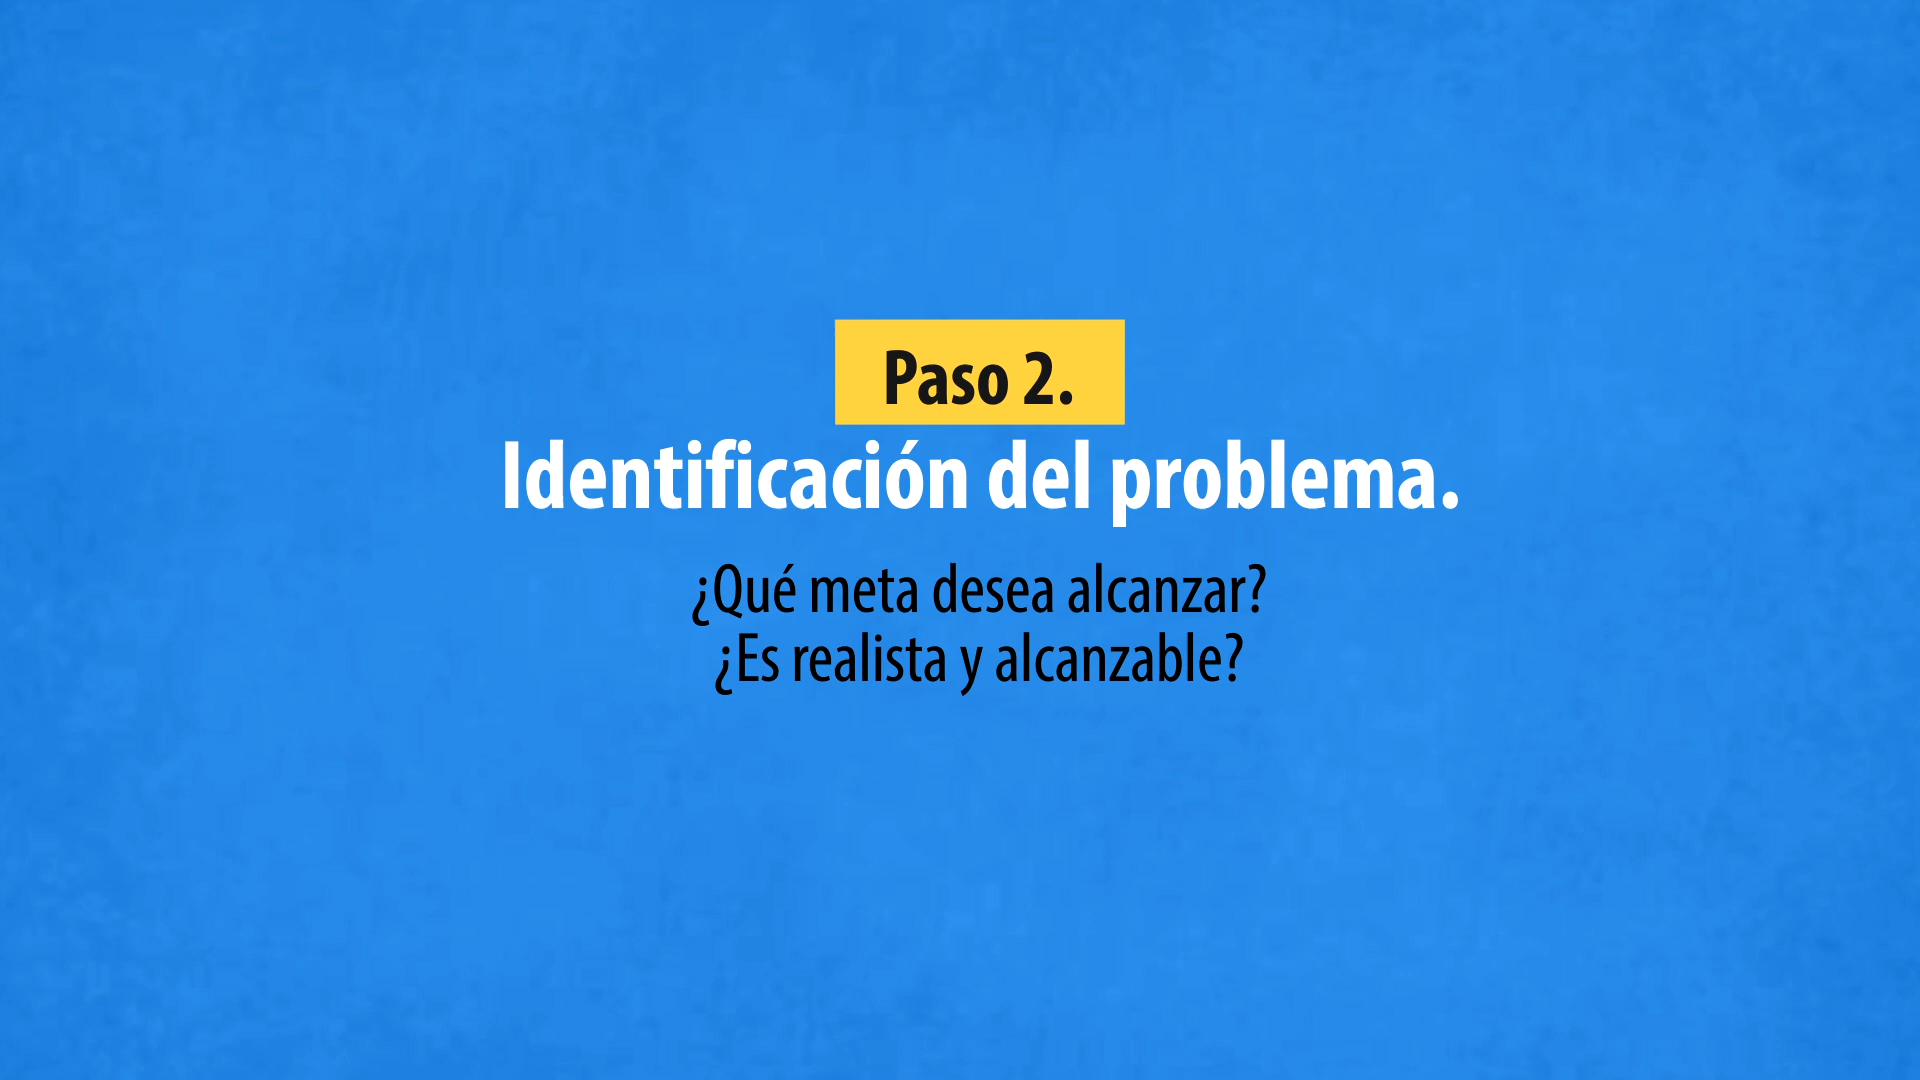 Paso 2.
Identificación del problema.
¿Qué meta desea alcanzar?
¿Es realista y alcanzable?